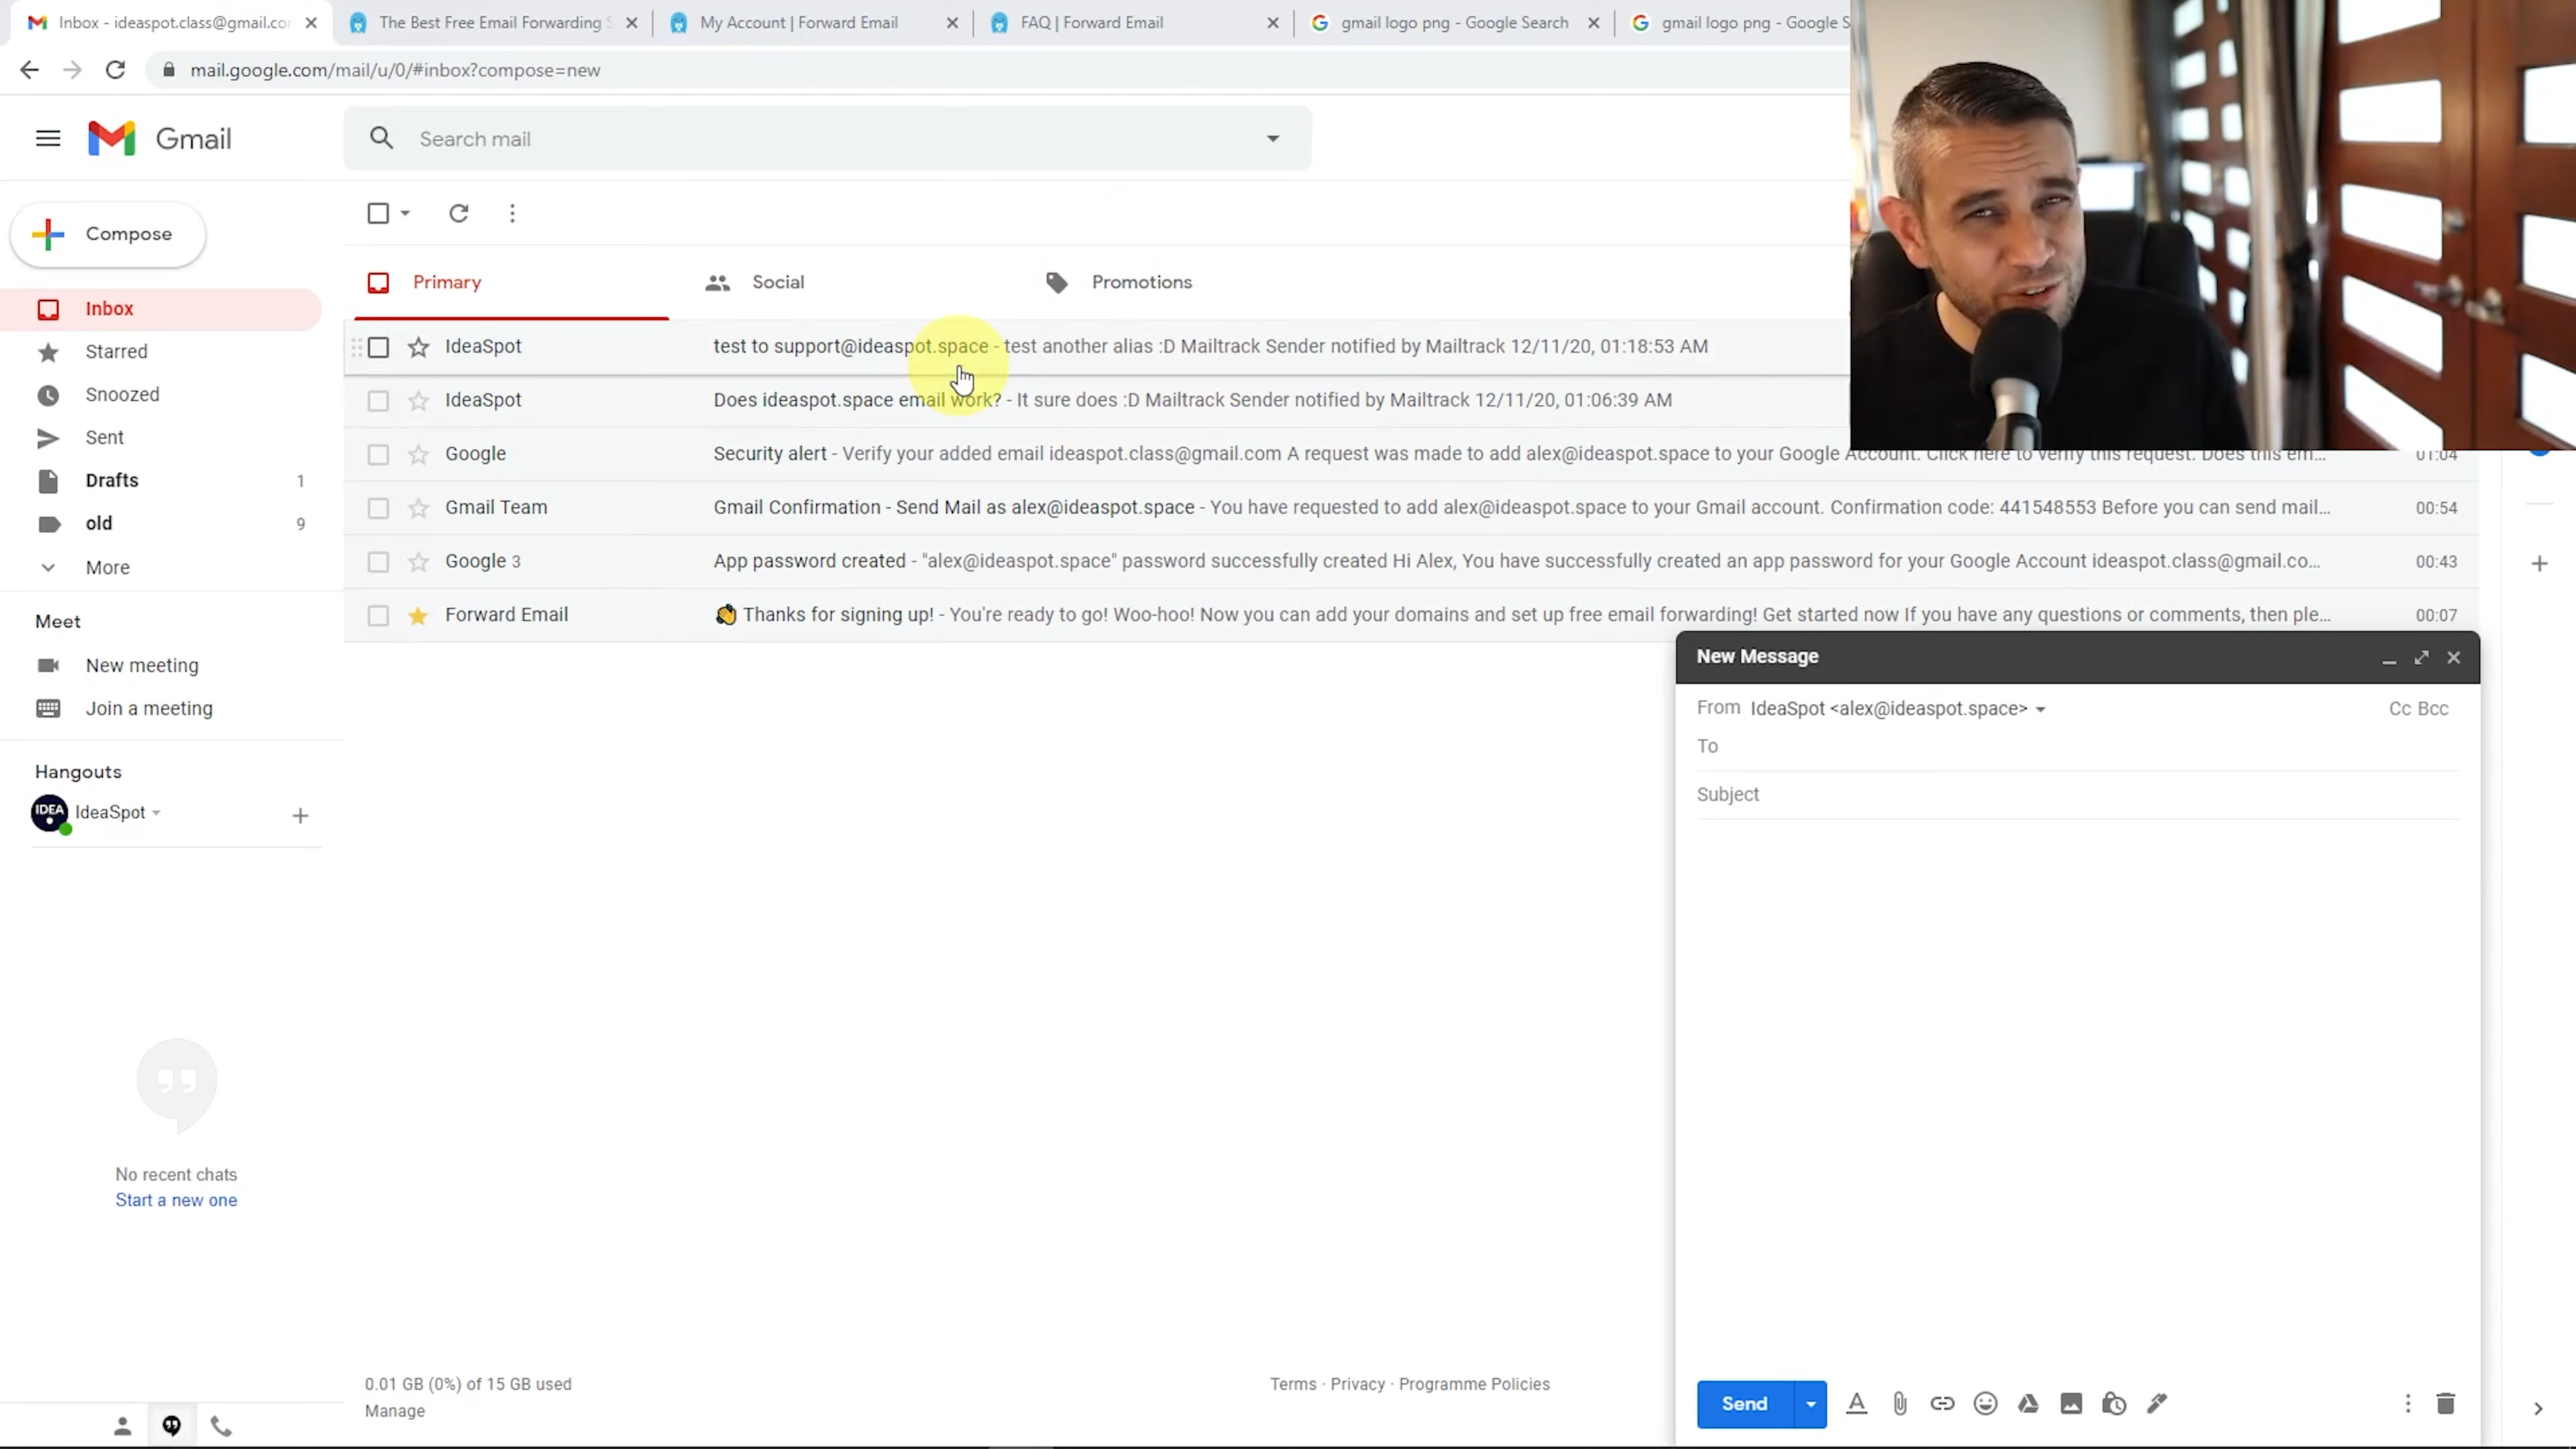 Inbox - ideaspot.class@gmail.co
The Best Free Email Forwarding S
My Account | Forward Email
FAQ | Forward Email
gmail logo png - Google Search
gmail logo png - Google S
mail.google.com/mail/u/0/#inbox?compose=new
Gmail
Search mail
Compose
Inbox
Starred
Snoozed
Sent
Drafts 1
old 9
More
Meet
New meeting
Join a meeting
Hangouts
IDEA
IdeaSpot
No recent chats
Start a new one
Primary
Social
Promotions
IdeaSpot test to support@ideaspot.space - test another alias :D Mailtrack Sender notified by Mailtrack 12/11/20, 01:18:53 AM
IdeaSpot Does ideaspot.space email work? - It sure does :D Mailtrack Sender notified by Mailtrack 12/11/20, 01:06:39 AM
Google Security alert - Verify your added email ideaspot.class@gmail.com A request was made to add alex@ideaspot.space to your Google Account. Click here to verify this request. Does this em... 01:04
Gmail Team Gmail Confirmation - Send Mail as alex@ideaspot.space - You have requested to add alex@ideaspot.space to your Gmail account. Confirmation code: 441548553 Before you can send mail... 00:54
Google 3 App password created - "alex@ideaspot.space" password successfully created Hi Alex, You have successfully created an app password for your Google Account ideaspot.class@gmail.co... 00:43
Forward Email 👏 Thanks for signing up! - You're ready to go! Woo-hoo! Now you can add your domains and set up free email forwarding! Get started now If you have any questions or comments, then ple... 00:07
New Message
From IdeaSpot <alex@ideaspot.space> Cc Bcc
To
Subject
Send
0.01 GB (0%) of 15 GB used
Manage
Terms · Privacy · Programme Policies